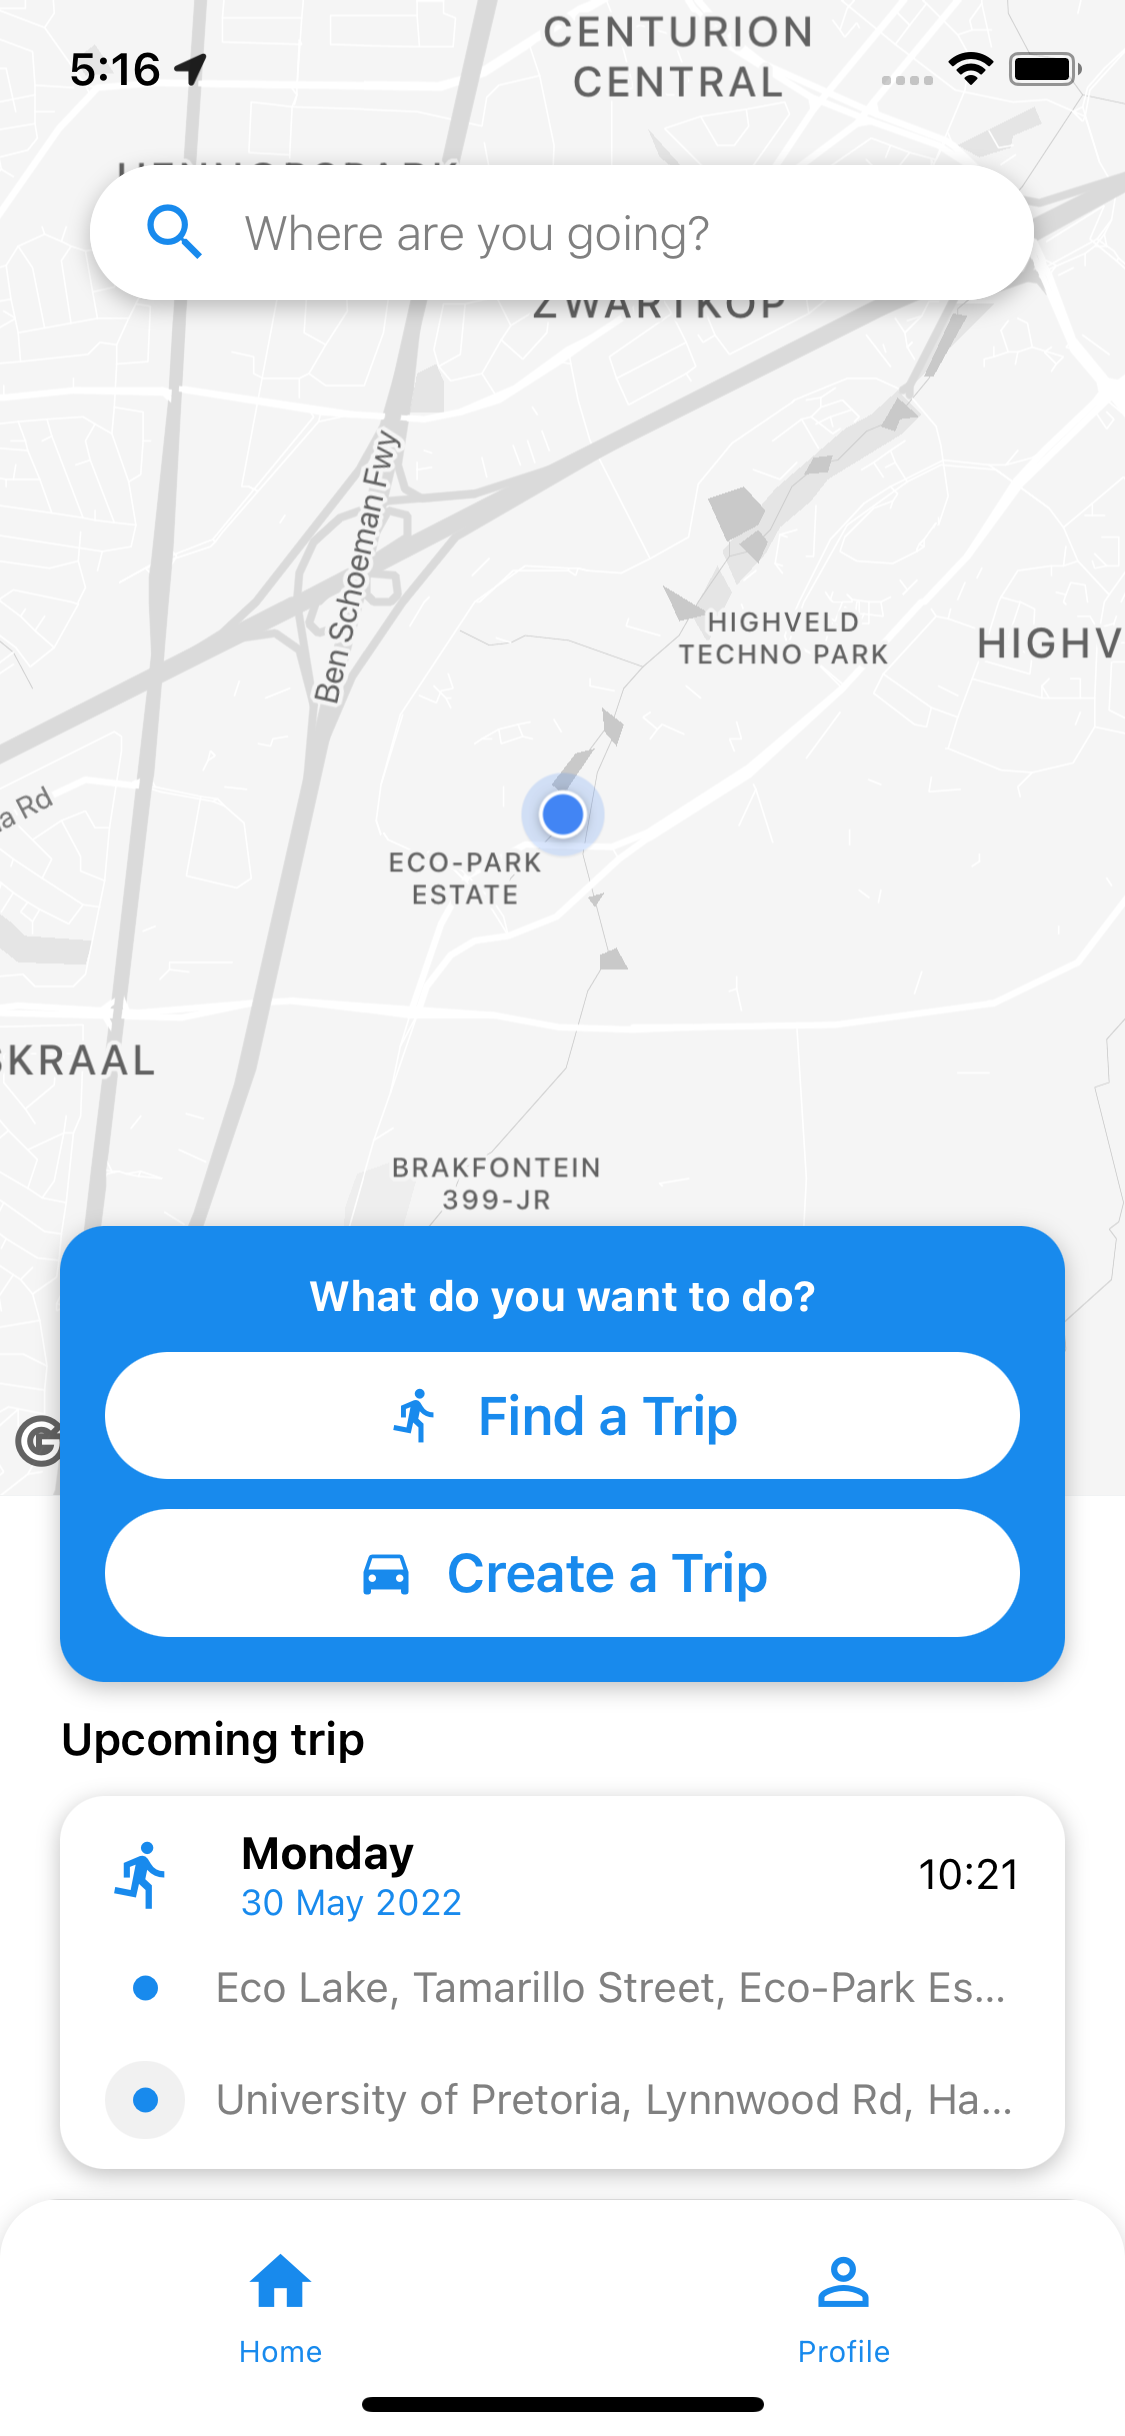 CENTURION
CENTRAL
5:16
Where are you going?
ZWARTKOP
Ben Schoeman Fwy
HIGHVELD
TECHNO PARK
HIGHV
a Rd
ECO-PARK
ESTATE
SKRAAL
BRAKFONTEIN
399-JR
What do you want to do?
Find a Trip
Create a Trip
Upcoming trip
Monday
30 May 2022
10:21
Eco Lake, Tamarillo Street, Eco-Park Es...
University of Pretoria, Lynnwood Rd, Ha...
Home
Profile